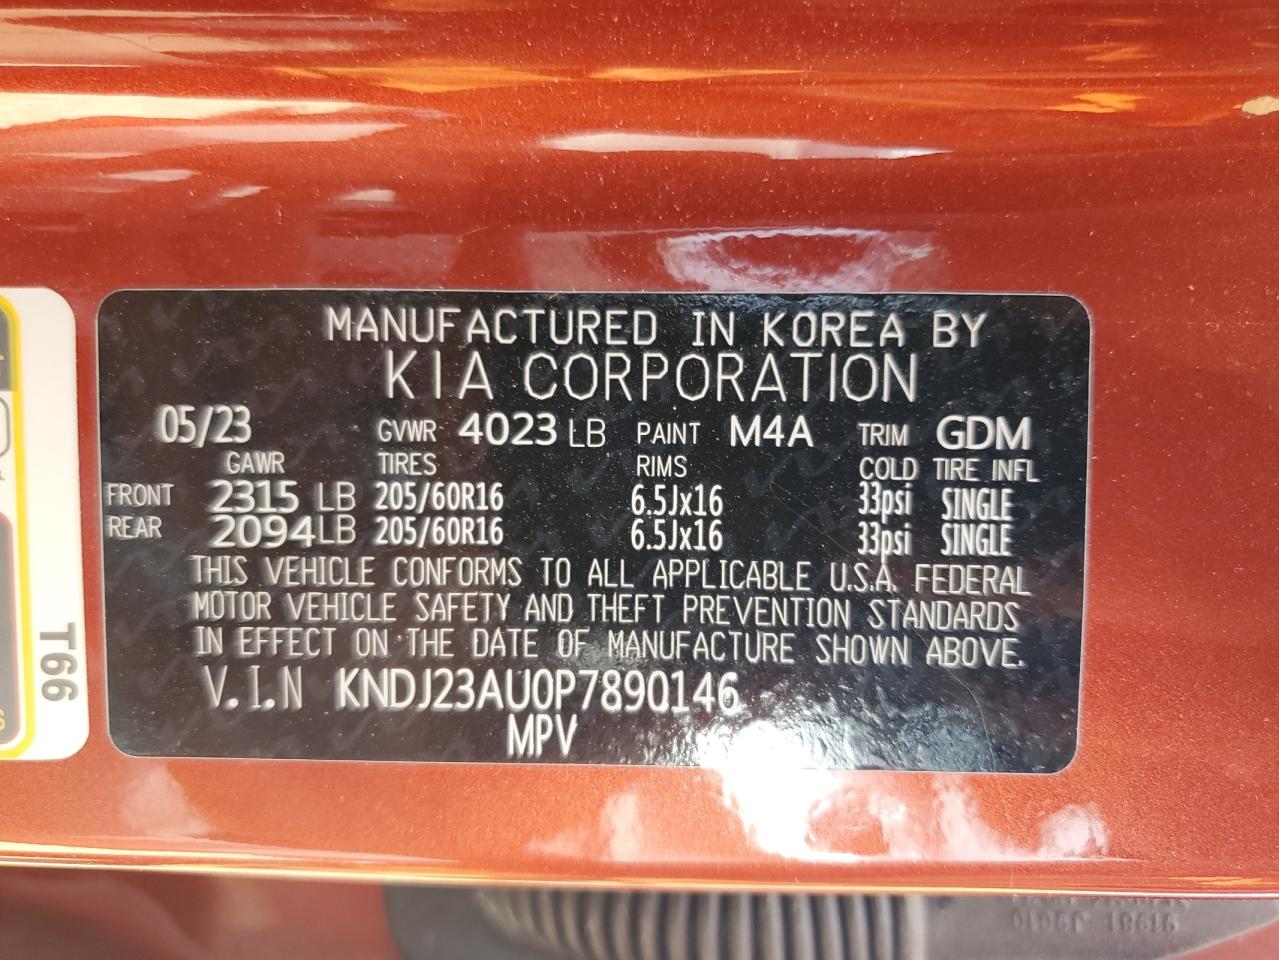 MANUFACTURED IN KOREA BY
KIA CORPORATION
05/23 GVWR 4023 LB PAINT M4A TRIM GDM
GAWR TIRES RIMS COLD TIRE INFL
FRONT 2315 LB 205/60R16 6.5Jx16 33psi SINGLE
REAR 2094 LB 205/60R16 6.5Jx16 33psi SINGLE
THIS VEHICLE CONFORMS TO ALL APPLICABLE U.S.A. FEDERAL
MOTOR VEHICLE SAFETY AND THEFT PREVENTION STANDARDS
IN EFFECT ON THE DATE OF MANUFACTURE SHOWN ABOVE.
V.I.N KNDJ23AU0P7890146
MPV
T66